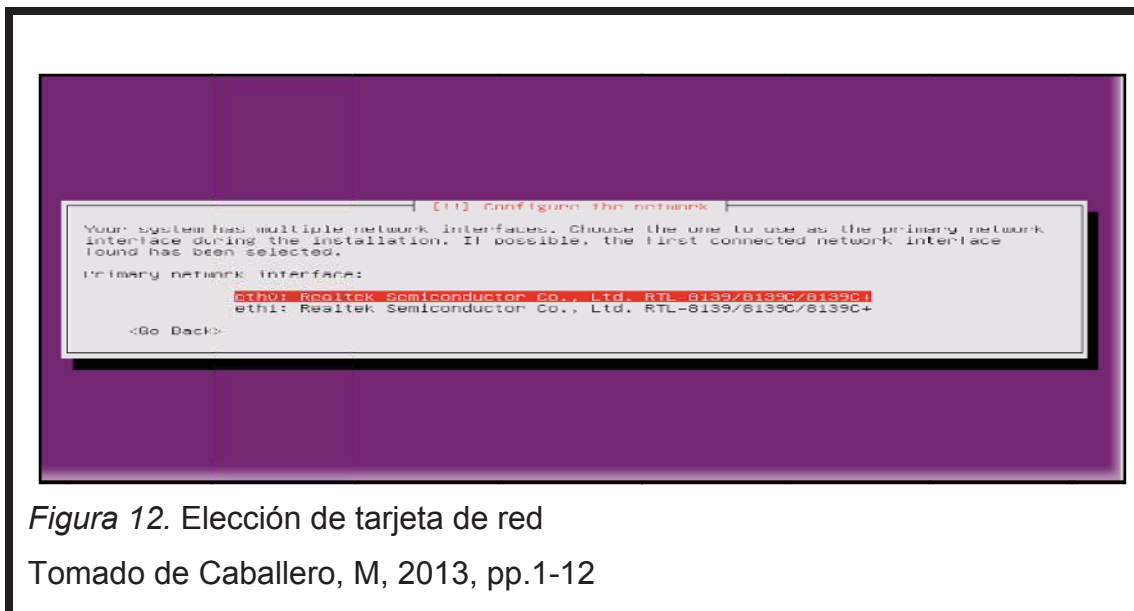 [!!] Configure the network
Your system has multiple network interfaces. Choose the one to use as the primary network
interface during the installation. If possible, the first connected network interface
found has been selected.
Primary network interface:
eth0: Realtek Semiconductor Co., Ltd. RTL-8139/8139C/8139C+
eth1: Realtek Semiconductor Co., Ltd. RTL-8139/8139C/8139C+
<Go Back>
Figura 12. Elección de tarjeta de red
Tomado de Caballero, M, 2013, pp.1-12